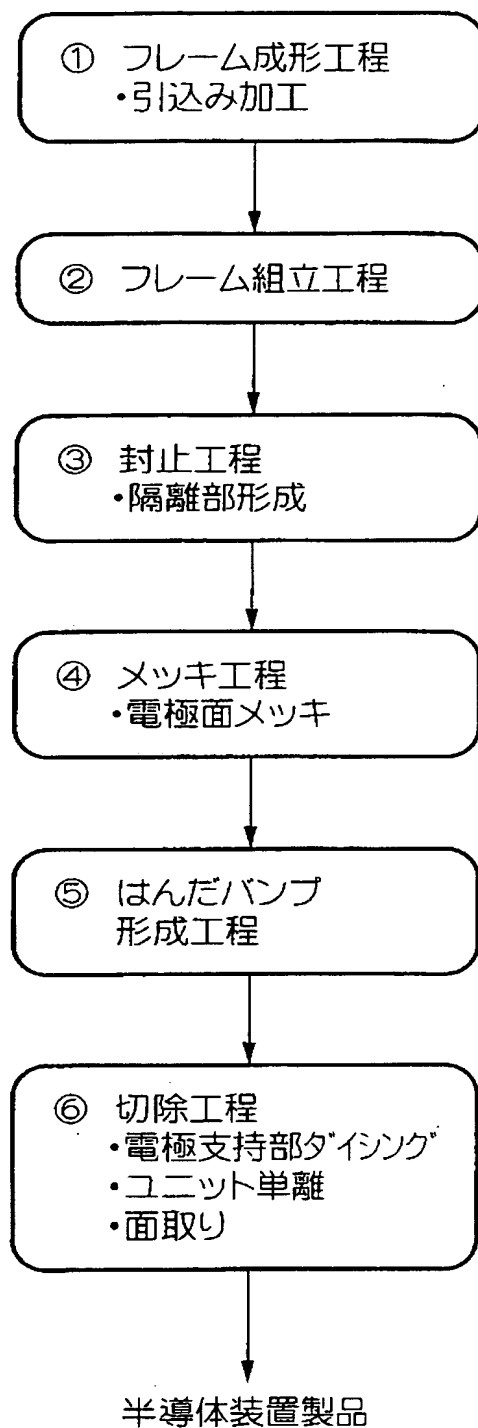 ① フレーム成形工程
・引込み加工
② フレーム組立工程
③ 封止工程
・隔離部形成
④ メッキ工程
・電極面メッキ
⑤ はんだバンプ
形成工程
⑥ 切除工程
・電極支持部ダイシング
・ユニット単離
・面取り
半導体装置製品